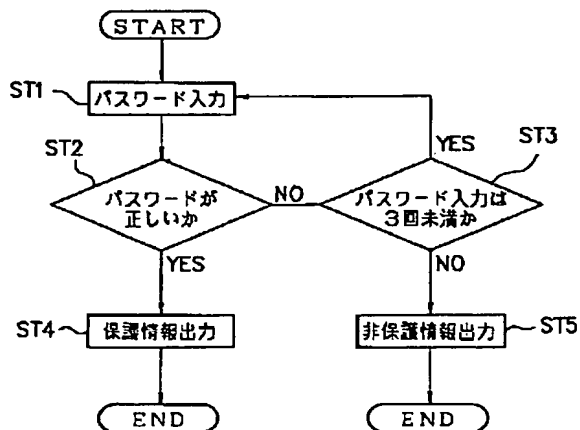 START
ST1
パスワード入力
ST2
パスワードが
正しいか
NO
YES
ST3
パスワード入力は
3回未満か
YES
NO
ST4
保護情報出力
非保護情報出力
ST5
END
END